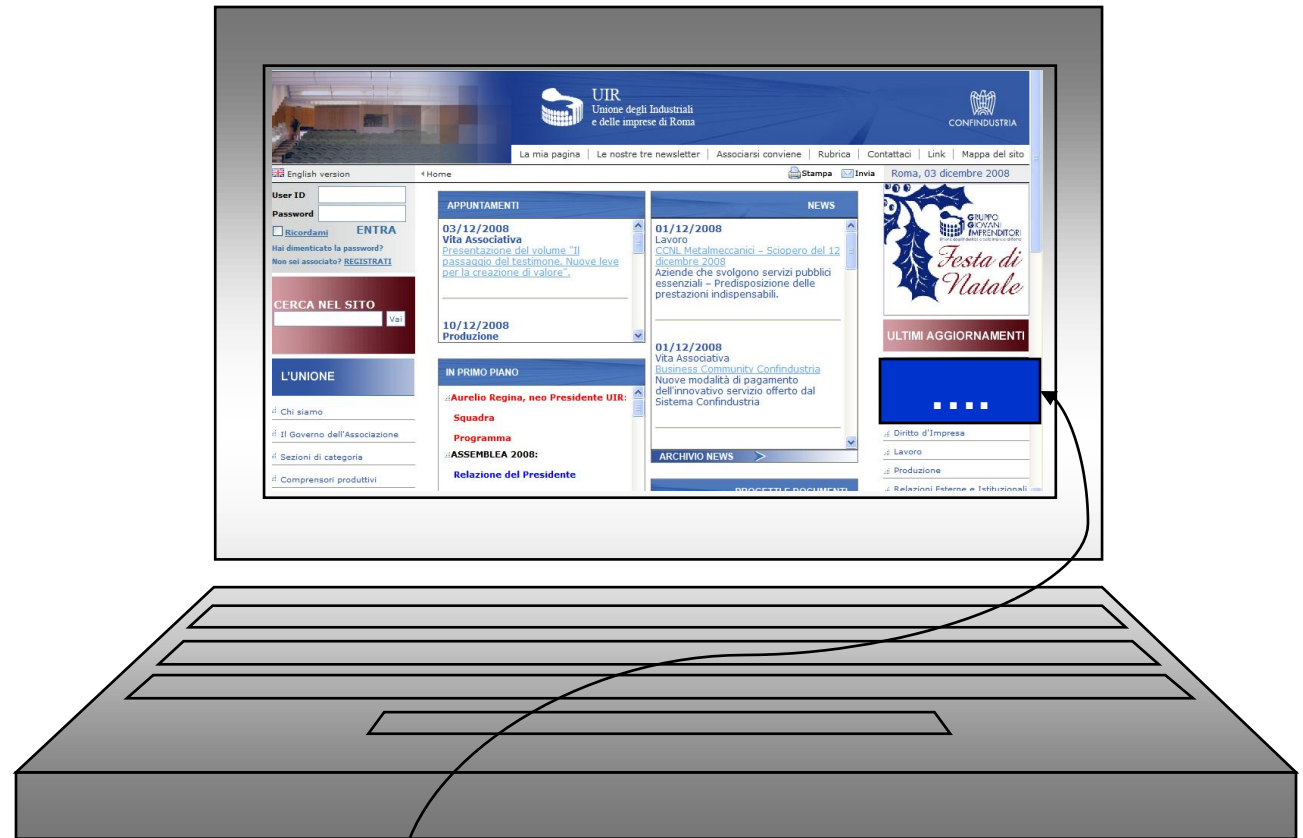 UIR
Unione degli Industriali
e delle imprese di Roma
CONFINDUSTRIA
La mia pagina | Le nostre tre newsletter | Associarsi conviene | Rubrica | Contattaci | Link | Mappa del sito
English version
Home
Stampa
Invia
Roma, 03 dicembre 2008
User ID
Password
Ricordami
ENTRA
Hai dimenticato la password?
Non sei associato? REGISTRATI
CERCA NEL SITO
Vai
L'UNIONE
Chi siamo
Il Governo dell'Associazione
Sezioni di categoria
Comprensori produttivi
APPUNTAMENTI
03/12/2008
Vita Associativa
Presentazione del volume "Il
passaggio del testimone. Nuove leve
per la creazione di valore".
10/12/2008
Produzione
IN PRIMO PIANO
Aurelio Regina, neo Presidente UIR:
Squadra
Programma
ASSEMBLEA 2008:
Relazione del Presidente
NEWS
01/12/2008
Lavoro
CCNL Metalmeccanici – Sciopero del 12
dicembre 2008
Aziende che svolgono servizi pubblici
essenziali – Predisposizione delle
prestazioni indispensabili.
01/12/2008
Vita Associativa
Business Community Confindustria
Nuove modalità di pagamento
dell'innovativo servizio offerto dal
Sistema Confindustria
ARCHIVIO NEWS
PROGETTI E DOCUMENTI
GRUPPO
GIOVANI
IMPRENDITORI
Festa di
Natale
ULTIMI AGGIORNAMENTI
....
Diritto d'Impresa
Lavoro
Produzione
Relazioni Esterne e Istituzionali